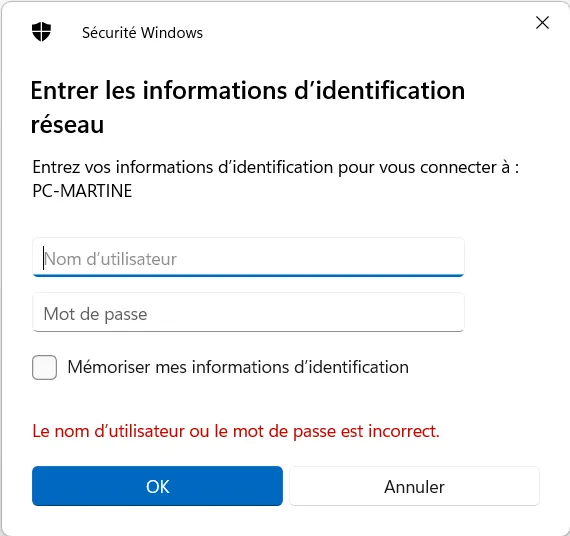 Sécurité Windows
Entrer les informations d’identification
réseau
Entrez vos informations d’identification pour vous connecter à :
PC-MARTINE
Nom d’utilisateur
Mot de passe
Mémoriser mes informations d’identification
Le nom d’utilisateur ou le mot de passe est incorrect.
OK
Annuler